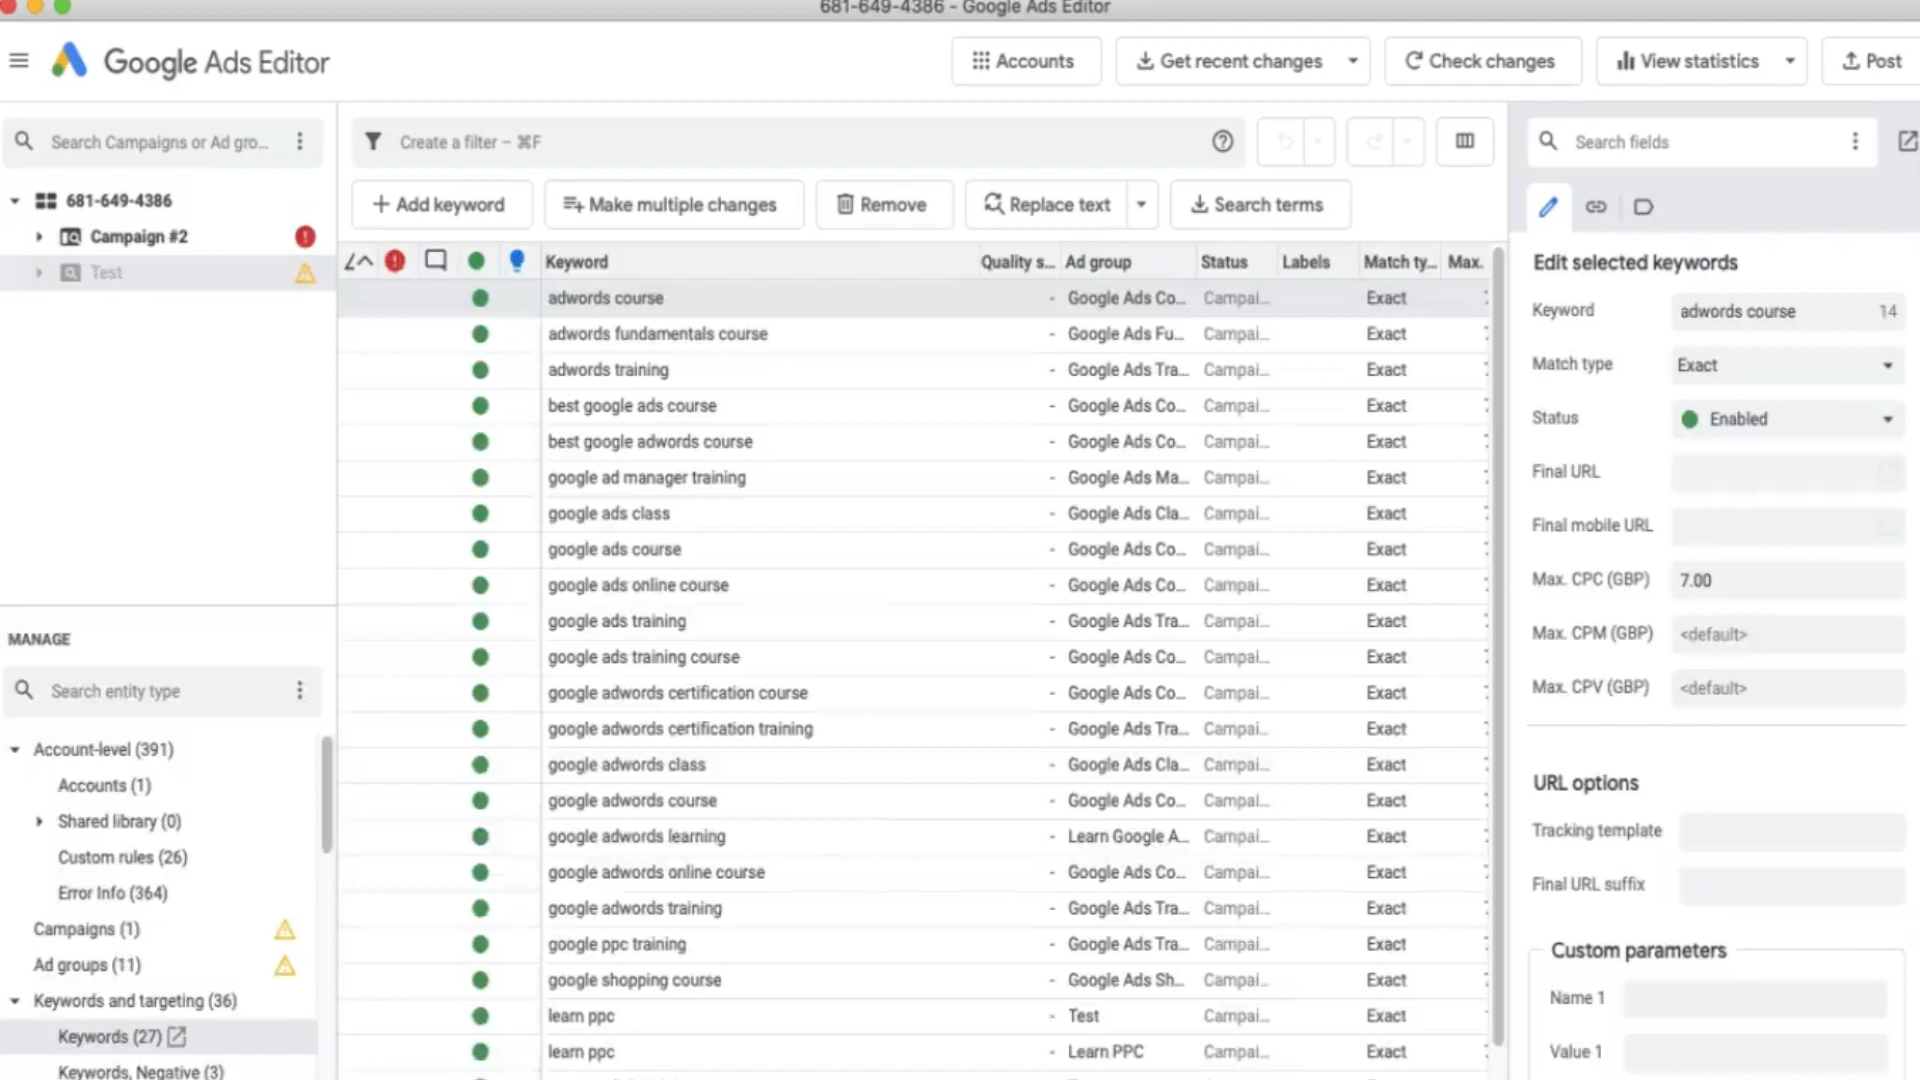 681-649-4386 - Google Ads Editor
Google Ads Editor
Accounts
Get recent changes
Check changes
View statistics
Post
Search Campaigns or Ad gro...
681-649-4386
Campaign #2
Test
Create a filter – ⌘F
Add keyword
Make multiple changes
Remove
Replace text
Search terms
Keyword Quality s... Ad group Status Labels Match ty... Max.
adwords course - Google Ads Co... Campai... Exact
adwords fundamentals course - Google Ads Fu... Campai... Exact
adwords training - Google Ads Tra... Campai... Exact
best google ads course - Google Ads Co... Campai... Exact
best google adwords course - Google Ads Co... Campai... Exact
google ad manager training - Google Ads Ma... Campai... Exact
google ads class - Google Ads Cla... Campai... Exact
google ads course - Google Ads Co... Campai... Exact
google ads online course - Google Ads Co... Campai... Exact
google ads training - Google Ads Tra... Campai... Exact
google ads training course - Google Ads Co... Campai... Exact
google adwords certification course - Google Ads Co... Campai... Exact
google adwords certification training - Google Ads Tra... Campai... Exact
google adwords class - Google Ads Cla... Campai... Exact
google adwords course - Google Ads Co... Campai... Exact
google adwords learning - Learn Google A... Campai... Exact
google adwords online course - Google Ads Co... Campai... Exact
google adwords training - Google Ads Tra... Campai... Exact
google ppc training - Google Ads Tra... Campai... Exact
google shopping course - Google Ads Sh... Campai... Exact
learn ppc - Test Campai... Exact
learn ppc - Learn PPC Campai... Exact
MANAGE
Search entity type
Account-level (391)
Accounts (1)
Shared library (0)
Custom rules (26)
Error Info (364)
Campaigns (1)
Ad groups (11)
Keywords and targeting (36)
Keywords (27)
Keywords, Negative (3)
Search fields
Edit selected keywords
Keyword adwords course 14
Match type Exact
Status Enabled
Final URL
Final mobile URL
Max. CPC (GBP) 7.00
Max. CPM (GBP) <default>
Max. CPV (GBP) <default>
URL options
Tracking template
Final URL suffix
Custom parameters
Name 1
Value 1